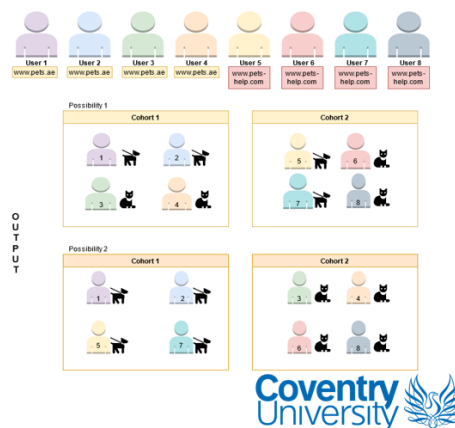 User 1 User 2 User 3 User 4 User 5 User 6 User 7 User 8
www.pets.ae www.pets.ae www.pets.ae www.pets.ae www.pets-help.com www.pets-help.com www.pets-help.com www.pets-help.com
Possibility 1
Cohort 1 Cohort 2
1 2 5 6
3 4 7 8
OUTPUT
Possibility 2
Cohort 1 Cohort 2
1 2 3 4
5 7 6 8
Coventry
University